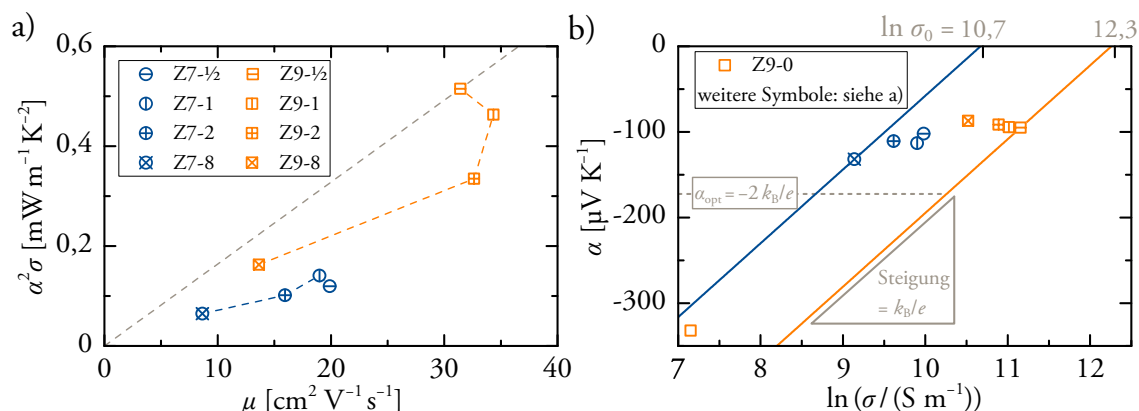 a)
0,6
0,4
0,2
0
α²σ [mW m⁻¹ K⁻²]
Z7-½ Z9-½
Z7-1 Z9-1
Z7-2 Z9-2
Z7-8 Z9-8
0 10 20 30 40
μ [cm² V⁻¹ s⁻¹]
b)
ln σ₀ = 10,7 12,3
0
-100
-200
-300
α [µV K⁻¹]
Z9-0
weitere Symbole: siehe a)
αopt = −2 kB/e
Steigung
= kB/e
7 8 9 10 11 12
ln (σ / (S m⁻¹))